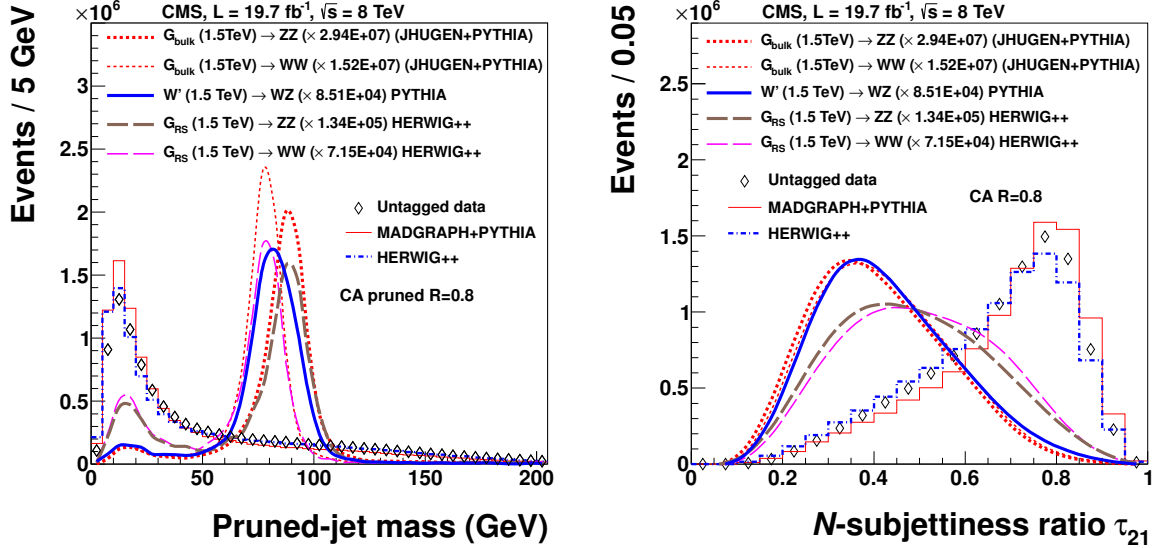 ×10⁶ CMS, L = 19.7 fb⁻¹, √s = 8 TeV
Events / 5 GeV
G_bulk (1.5TeV) → ZZ (× 2.94E+07) (JHUGEN+PYTHIA)
G_bulk (1.5TeV) → WW (× 1.52E+07) (JHUGEN+PYTHIA)
W' (1.5 TeV) → WZ (× 8.51E+04) PYTHIA
G_RS (1.5 TeV) → ZZ (× 1.34E+05) HERWIG++
G_RS (1.5 TeV) → WW (× 7.15E+04) HERWIG++
Untagged data
MADGRAPH+PYTHIA
HERWIG++
CA pruned R=0.8
3.5
3
2.5
2
1.5
1
0.5
0
0 50 100 150 200
Pruned-jet mass (GeV)
×10⁶ CMS, L = 19.7 fb⁻¹, √s = 8 TeV
Events / 0.05
G_bulk (1.5TeV) → ZZ (× 2.94E+07) (JHUGEN+PYTHIA)
G_bulk (1.5TeV) → WW (× 1.52E+07) (JHUGEN+PYTHIA)
W' (1.5 TeV) → WZ (× 8.51E+04) PYTHIA
G_RS (1.5 TeV) → ZZ (× 1.34E+05) HERWIG++
G_RS (1.5 TeV) → WW (× 7.15E+04) HERWIG++
Untagged data
CA R=0.8
MADGRAPH+PYTHIA
HERWIG++
3
2.5
2
1.5
1
0.5
0
0 0.2 0.4 0.6 0.8 1
N-subjettiness ratio τ₂₁